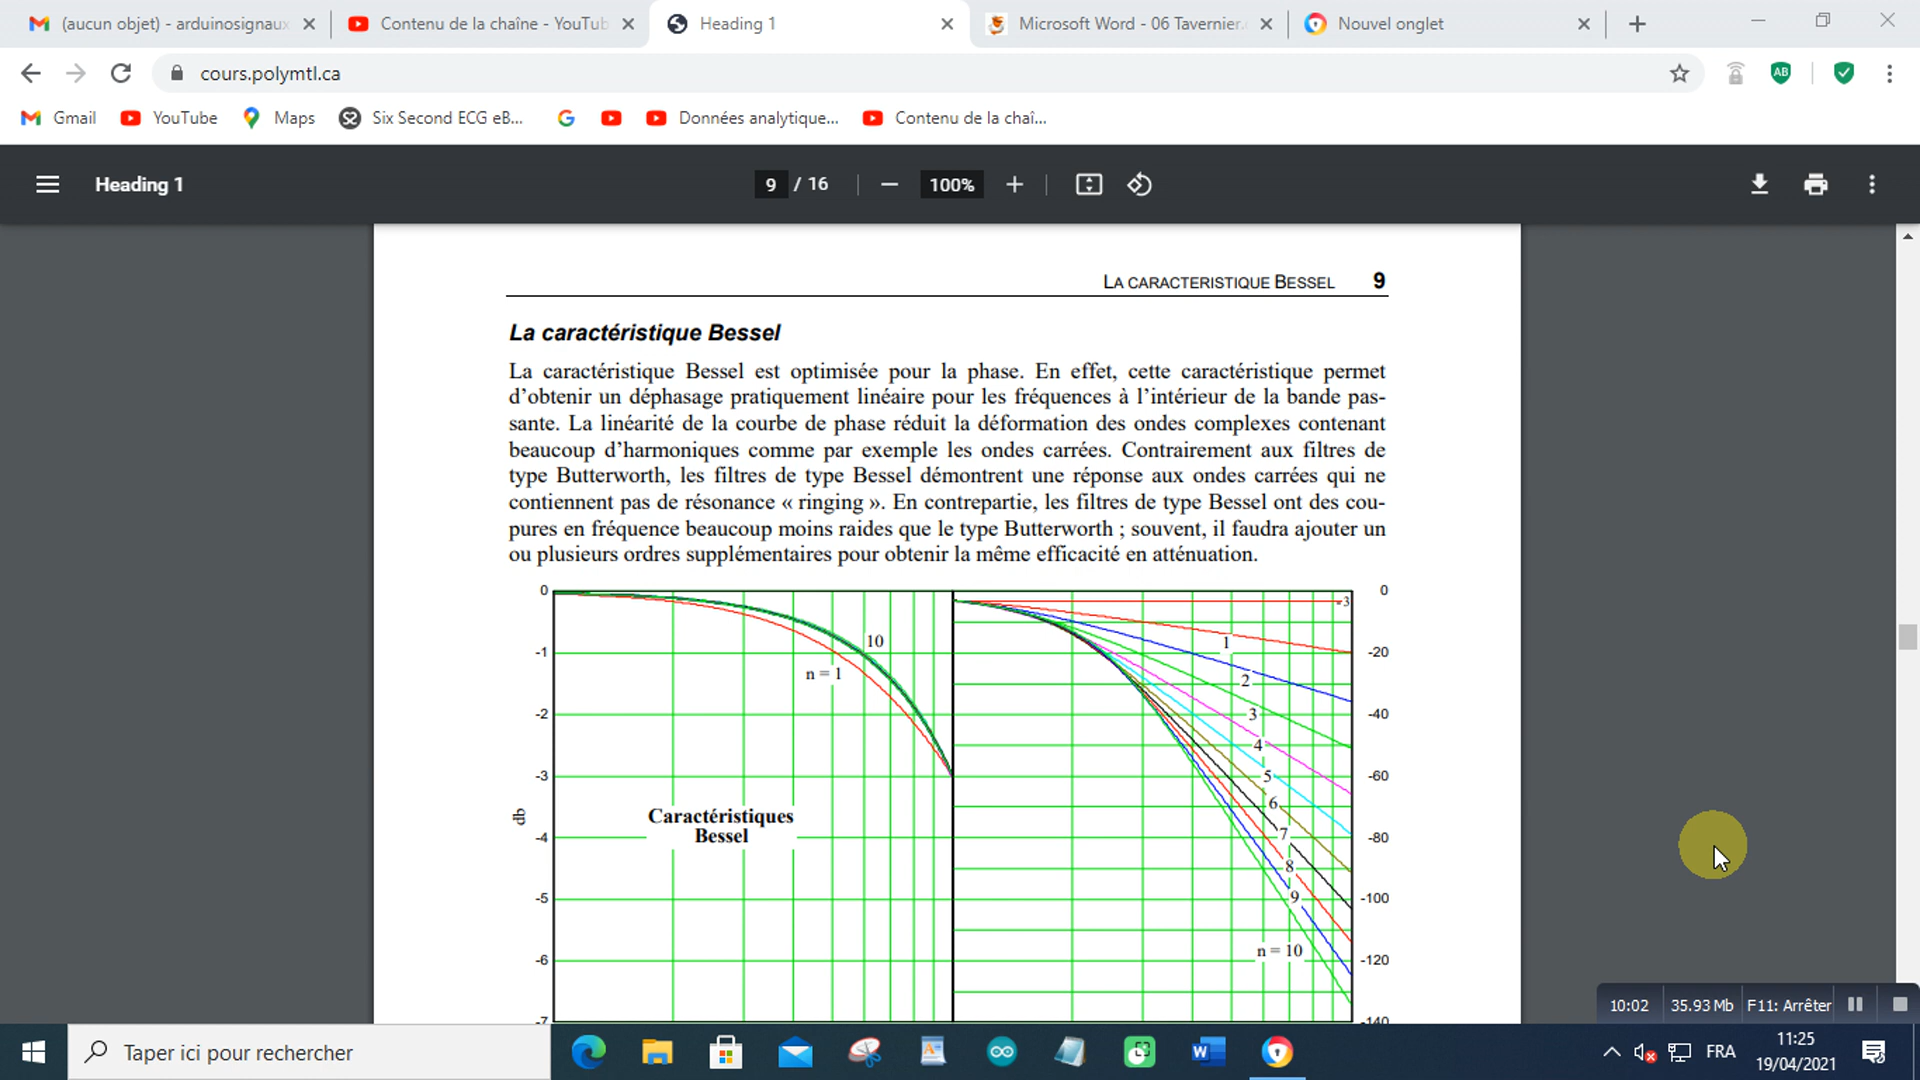 (aucun objet) - arduinosignaux
Contenu de la chaîne - YouTub
Heading 1
Microsoft Word - 06 Tavernier.
Nouvel onglet
cours.polymtl.ca
AB
Gmail
YouTube
Maps
Six Second ECG eB...
Données analytique...
Contenu de la chaî...
Heading 1
9 / 16
100%
LA CARACTERISTIQUE BESSEL 9
La caractéristique Bessel
La caractéristique Bessel est optimisée pour la phase. En effet, cette caractéristique permet
d'obtenir un déphasage pratiquement linéaire pour les fréquences à l'intérieur de la bande pas-
sante. La linéarité de la courbe de phase réduit la déformation des ondes complexes contenant
beaucoup d'harmoniques comme par exemple les ondes carrées. Contrairement aux filtres de
type Butterworth, les filtres de type Bessel démontrent une réponse aux ondes carrées qui ne
contiennent pas de résonance « ringing ». En contrepartie, les filtres de type Bessel ont des cou-
pures en fréquence beaucoup moins raides que le type Butterworth ; souvent, il faudra ajouter un
ou plusieurs ordres supplémentaires pour obtenir la même efficacité en atténuation.
0
-1
-2
-3
-4
-5
-6
-7
db
10
n = 1
Caractéristiques
Bessel
-3
1
2
3
4
5
6
7
8
9
n = 10
0
-20
-40
-60
-80
-100
-120
-140
10:02
35.93 Mb
F11: Arrêter
Taper ici pour rechercher
FRA
11:25
19/04/2021